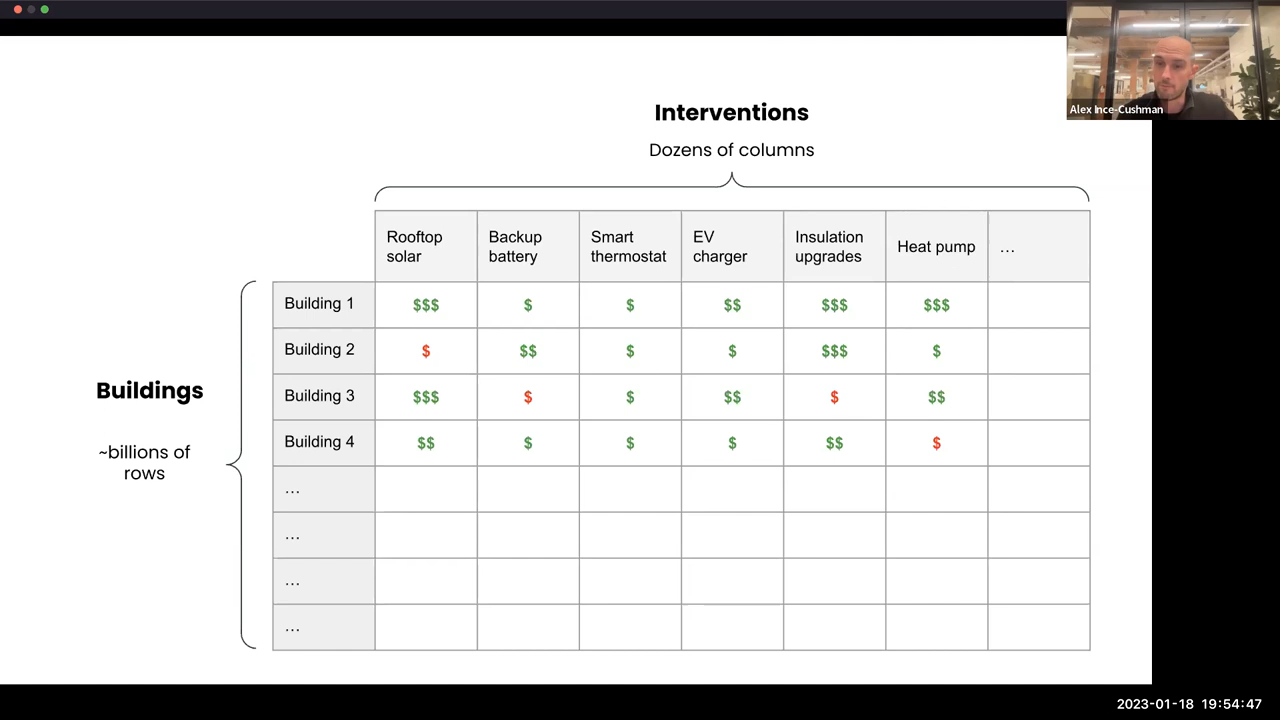 Alex Ince-Cushman
Interventions
Dozens of columns
Rooftop solar Backup battery Smart thermostat EV charger Insulation upgrades Heat pump …
Building 1 $$$ $ $ $$ $$$ $$$
Building 2 $ $$ $ $ $$$ $
Building 3 $$$ $ $ $$ $ $$
Building 4 $$ $ $ $ $$ $
…
…
…
…
Buildings
~billions of
rows
2023-01-18 19:54:47